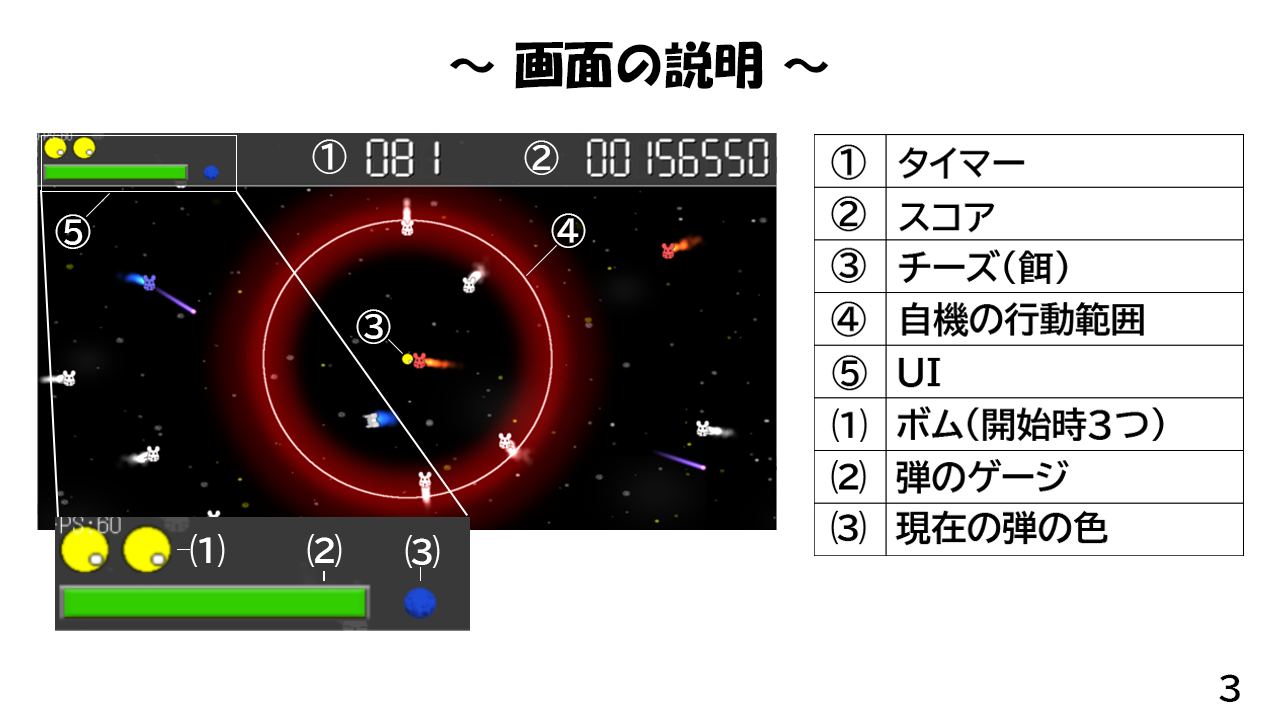 ～ 画面の説明 ～
① 081 ② 00156550
⑤
④
③
PS:60
⑴ ⑵ ⑶
① タイマー
② スコア
③ チーズ（餌）
④ 自機の行動範囲
⑤ UI
⑴ ボム（開始時３つ）
⑵ 弾のゲージ
⑶ 現在の弾の色
3